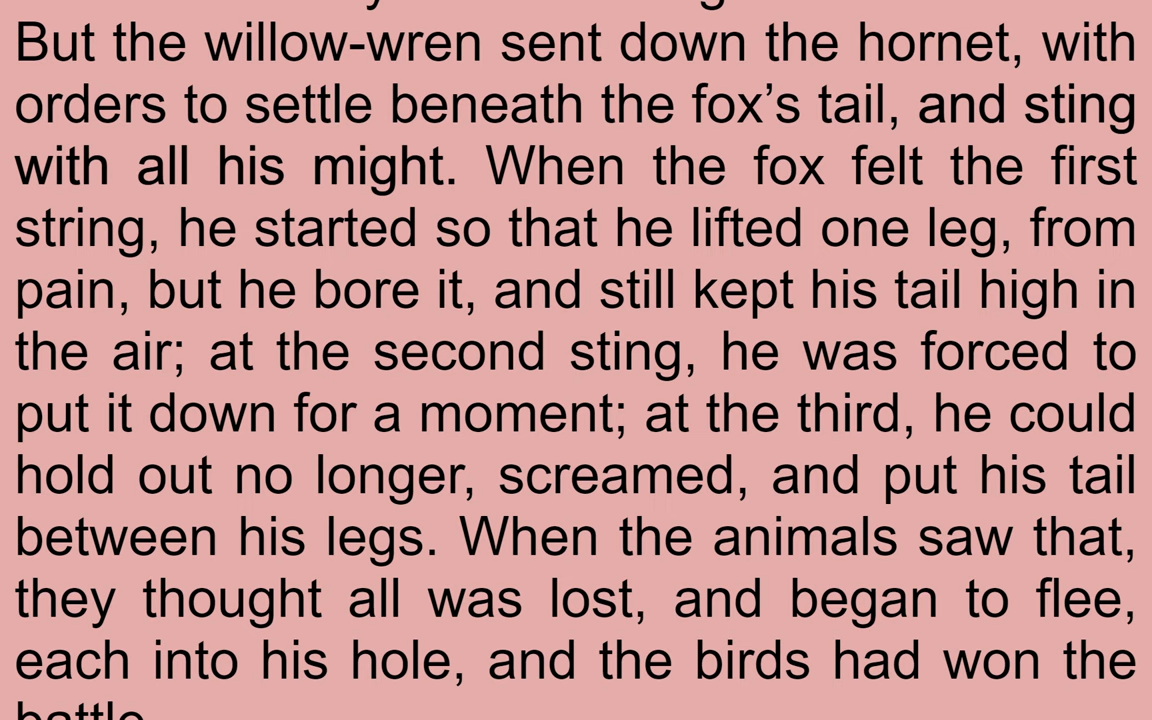 But the willow-wren sent down the hornet, with
orders to settle beneath the fox’s tail, and sting
with all his might. When the fox felt the first
string, he started so that he lifted one leg, from
pain, but he bore it, and still kept his tail high in
the air; at the second sting, he was forced to
put it down for a moment; at the third, he could
hold out no longer, screamed, and put his tail
between his legs. When the animals saw that,
they thought all was lost, and began to flee,
each into his hole, and the birds had won the
battle.